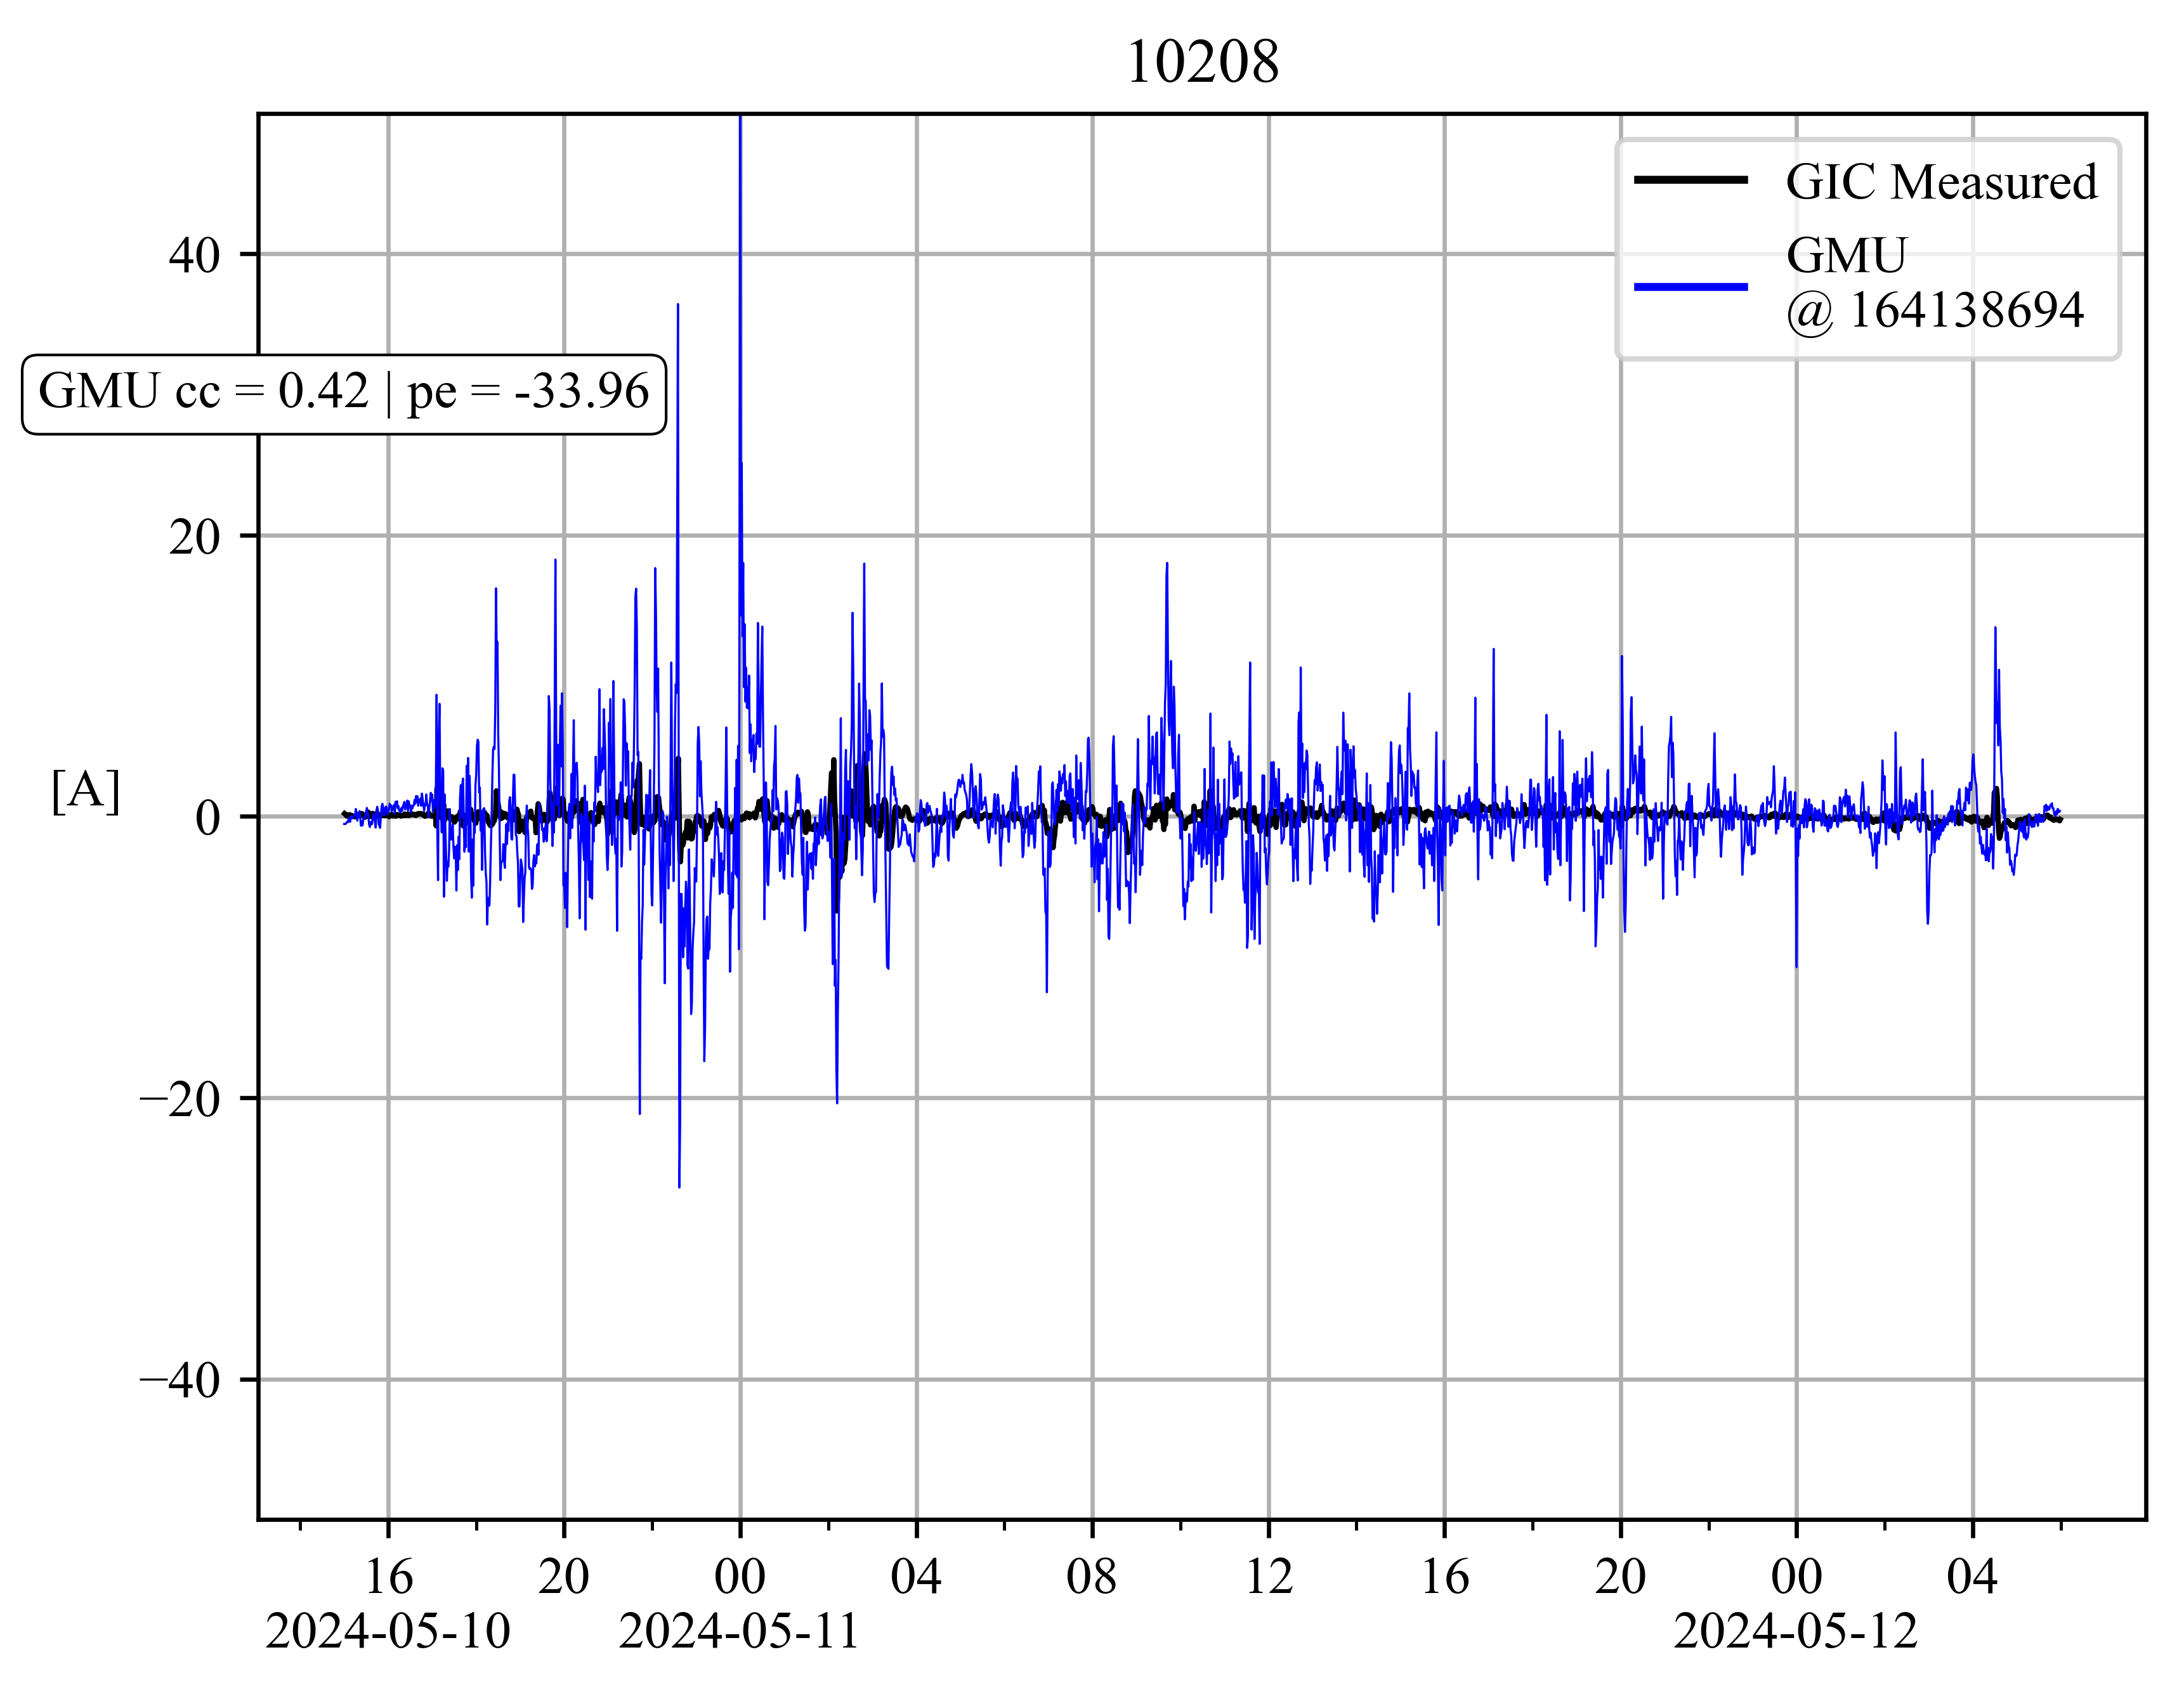 10208
GIC Measured
GMU
@ 164138694
GMU cc = 0.42 | pe = -33.96
[A]
40
20
0
−20
−40
16 20 00 04 08 12 16 20 00 04
2024-05-10 2024-05-11 2024-05-12